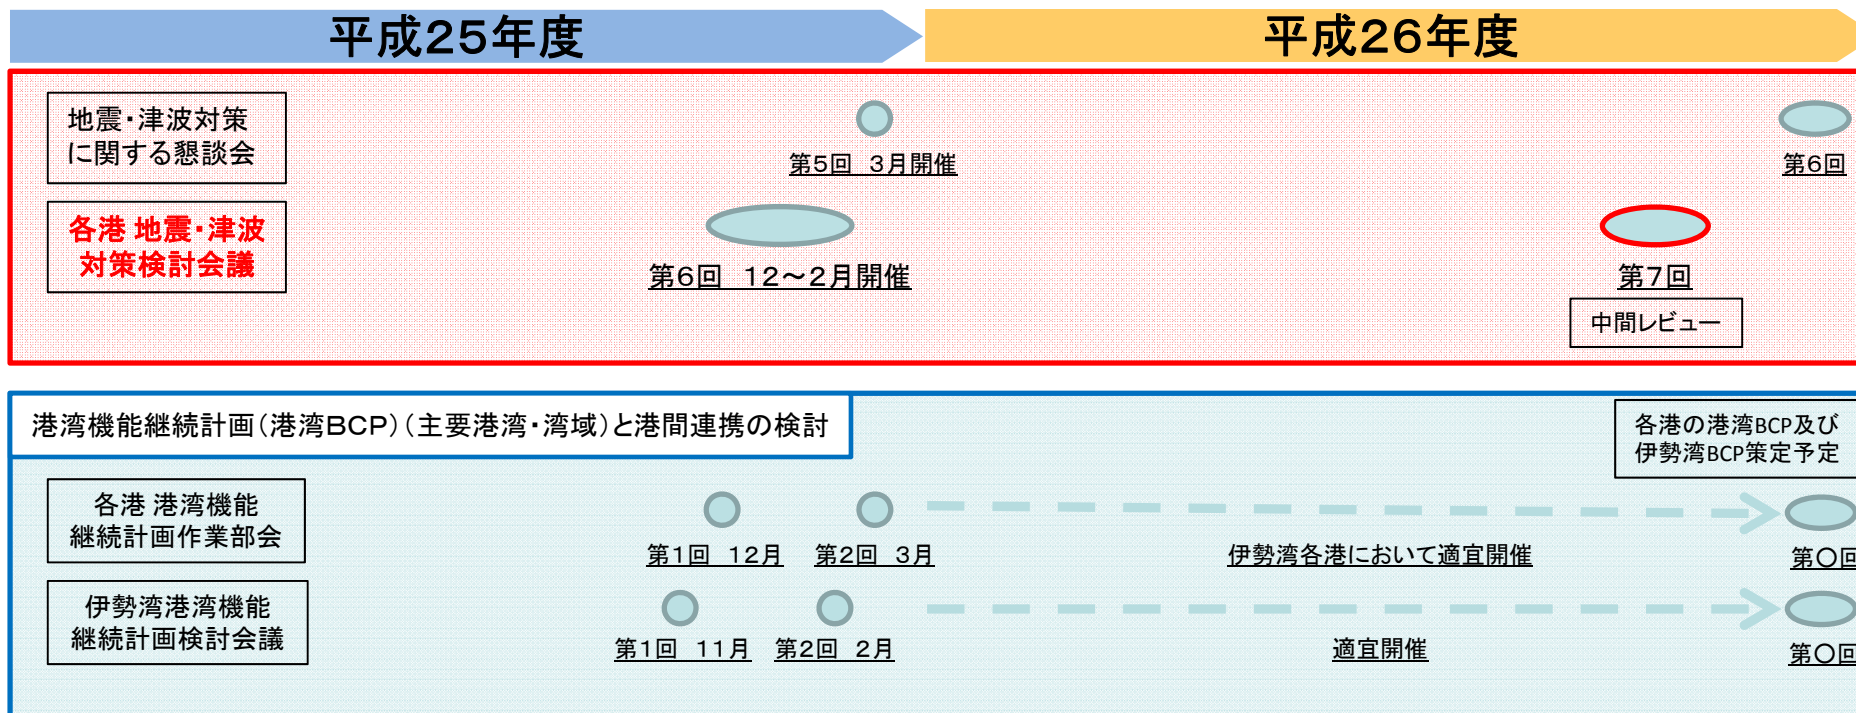 平成25年度
平成26年度
地震・津波対策
に関する懇談会
第5回 3月開催
第6回
各港 地震・津波
対策検討会議
第6回 12～2月開催
第7回
中間レビュー
港湾機能継続計画（港湾BCP）（主要港湾・湾域）と港間連携の検討
各港の港湾BCP及び
伊勢湾BCP策定予定
各港 港湾機能
継続計画作業部会
第1回 12月
第2回 3月
伊勢湾各港において適宜開催
第〇回
伊勢湾港湾機能
継続計画検討会議
第1回 11月
第2回 2月
適宜開催
第〇回